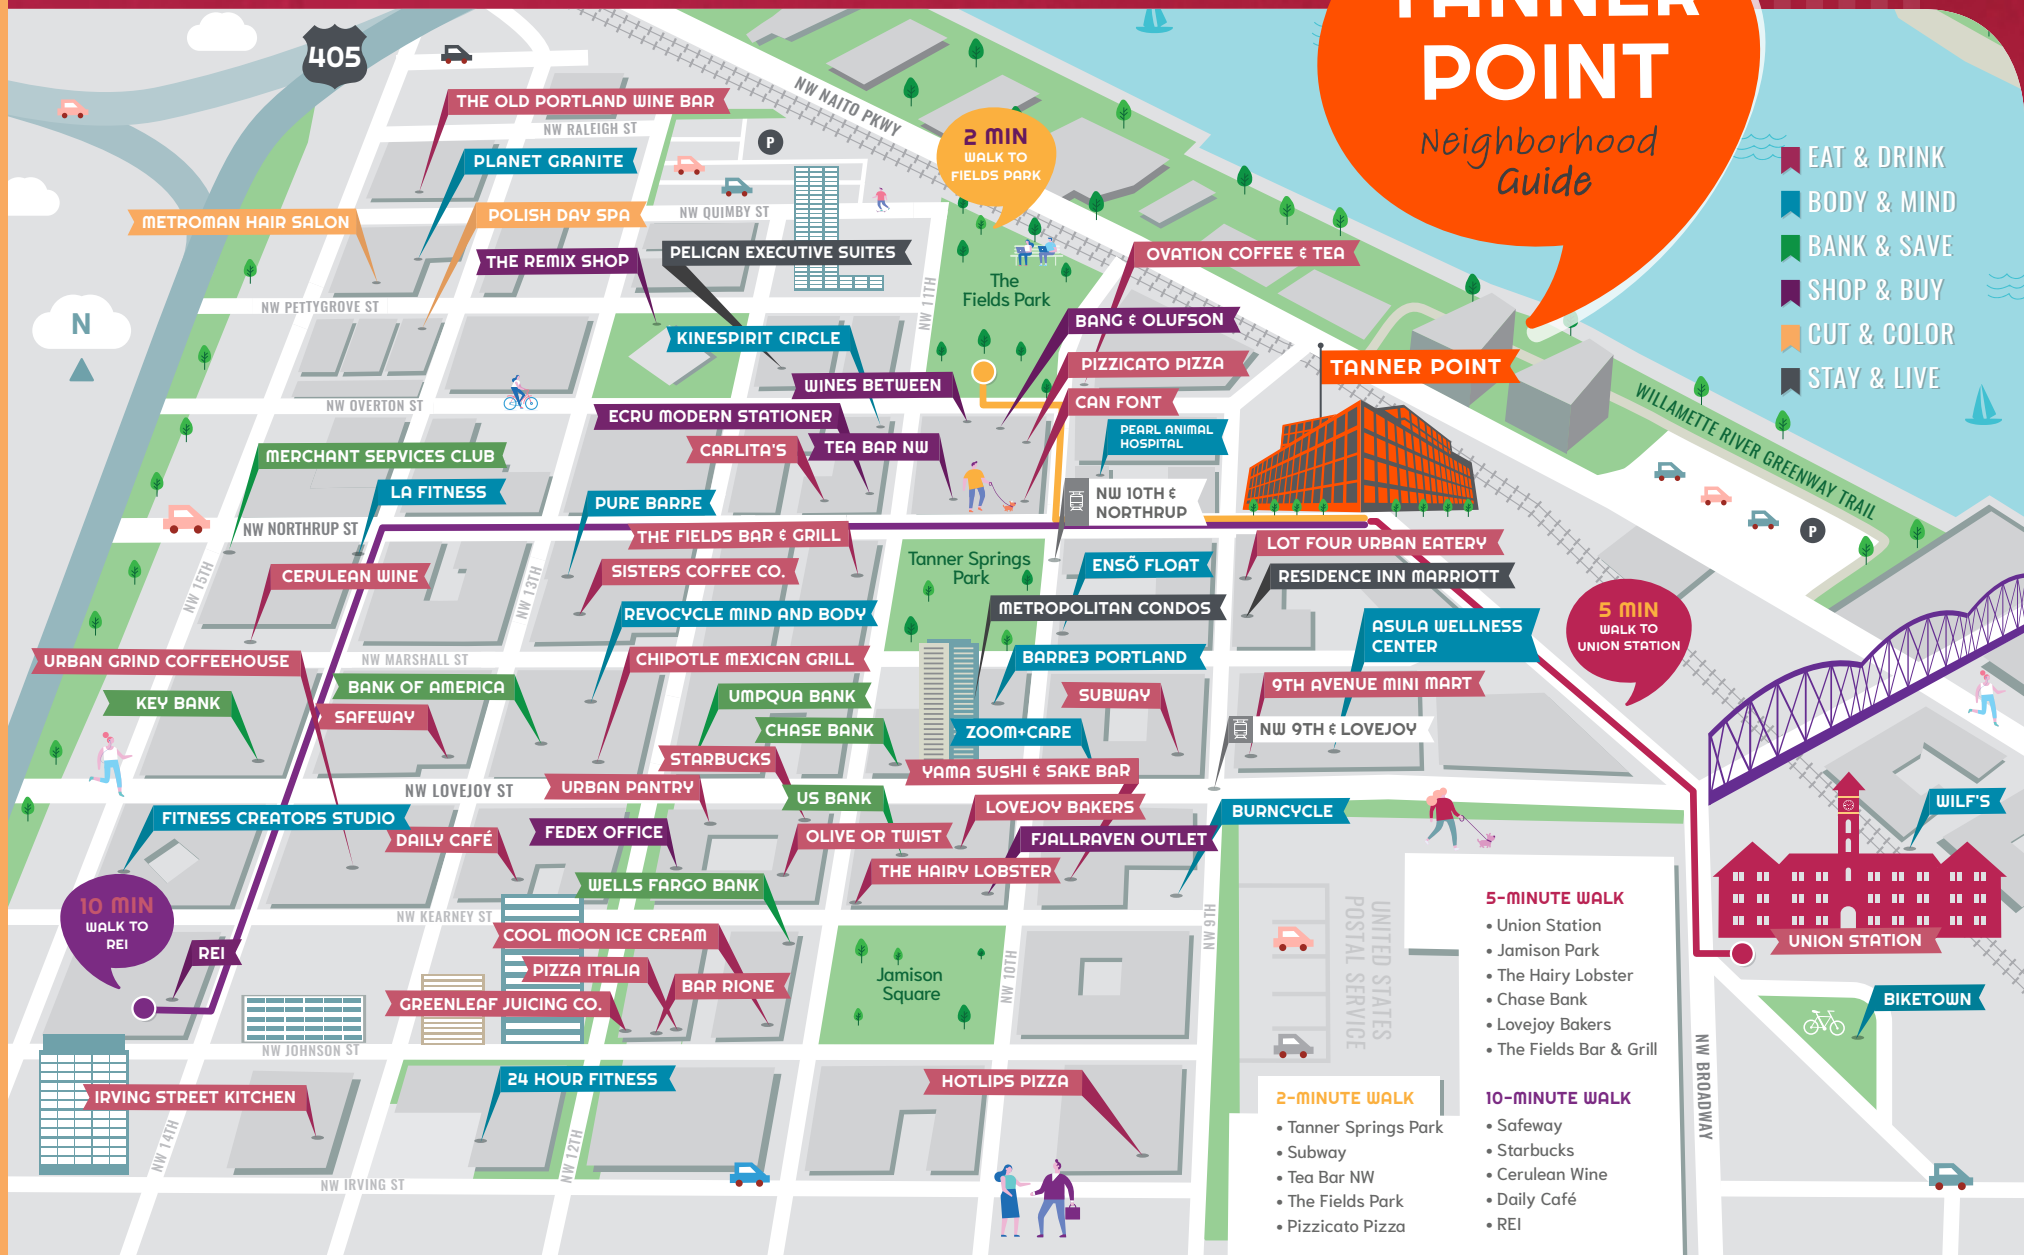 TANNER
POINT
Neighborhood
Guide
405
THE OLD PORTLAND WINE BAR
NW RALEIGH ST
NW NAITO PKWY
P
2 MIN
WALK TO
FIELDS PARK
EAT & DRINK
BODY & MIND
BANK & SAVE
SHOP & BUY
CUT & COLOR
STAY & LIVE
PLANET GRANITE
METROMAN HAIR SALON
POLISH DAY SPA
NW QUIMBY ST
THE REMIX SHOP
PELICAN EXECUTIVE SUITES
OVATION COFFEE & TEA
The
Fields Park
NW 11TH
NW PETTYGROVE ST
N
KINESPIRIT CIRCLE
BANG & OLUFSON
PIZZICATO PIZZA
TANNER POINT
WINES BETWEEN
CAN FONT
NW OVERTON ST
ECRU MODERN STATIONER
CARLITA'S
TEA BAR NW
PEARL ANIMAL
HOSPITAL
WILLAMETTE RIVER GREENWAY TRAIL
P
MERCHANT SERVICES CLUB
LA FITNESS
PURE BARRE
NW 10TH &
NORTHRUP
NW NORTHRUP ST
THE FIELDS BAR & GRILL
LOT FOUR URBAN EATERY
Tanner Springs
Park
ENSŌ FLOAT
RESIDENCE INN MARRIOTT
CERULEAN WINE
SISTERS COFFEE CO.
NW 15TH
NW 13TH
REVOCYCLE MIND AND BODY
METROPOLITAN CONDOS
ASULA WELLNESS
CENTER
5 MIN
WALK TO
UNION STATION
URBAN GRIND COFFEEHOUSE
NW MARSHALL ST
CHIPOTLE MEXICAN GRILL
BARRE3 PORTLAND
KEY BANK
BANK OF AMERICA
SAFEWAY
UMPQUA BANK
SUBWAY
9TH AVENUE MINI MART
CHASE BANK
ZOOM+CARE
NW 9TH & LOVEJOY
STARBUCKS
YAMA SUSHI & SAKE BAR
NW LOVEJOY ST
URBAN PANTRY
US BANK
LOVEJOY BAKERS
BURNCYCLE
WILF'S
FITNESS CREATORS STUDIO
DAILY CAFÉ
FEDEX OFFICE
OLIVE OR TWIST
FJALLRAVEN OUTLET
THE HAIRY LOBSTER
WELLS FARGO BANK
10 MIN
WALK TO
REI
NW KEARNEY ST
COOL MOON ICE CREAM
NW 9TH
UNITED STATES
POSTAL SERVICE
UNION STATION
REI
PIZZA ITALIA
BAR RIONE
Jamison
Square
NW 10TH
GREENLEAF JUICING CO.
BIKETOWN
NW JOHNSON ST
IRVING STREET KITCHEN
24 HOUR FITNESS
HOTLIPS PIZZA
NW 14TH
NW 12TH
NW IRVING ST
NW BROADWAY
5-MINUTE WALK
• Union Station
• Jamison Park
• The Hairy Lobster
• Chase Bank
• Lovejoy Bakers
• The Fields Bar & Grill
2-MINUTE WALK
• Tanner Springs Park
• Subway
• Tea Bar NW
• The Fields Park
• Pizzicato Pizza
10-MINUTE WALK
• Safeway
• Starbucks
• Cerulean Wine
• Daily Café
• REI